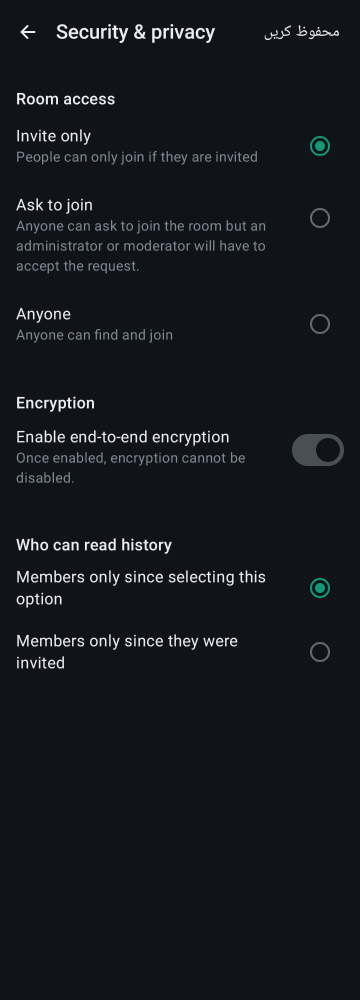 Security & privacy
محفوظ کریں
Room access
Invite only
People can only join if they are invited
Ask to join
Anyone can ask to join the room but an
administrator or moderator will have to
accept the request.
Anyone
Anyone can find and join
Encryption
Enable end-to-end encryption
Once enabled, encryption cannot be
disabled.
Who can read history
Members only since selecting this
option
Members only since they were
invited